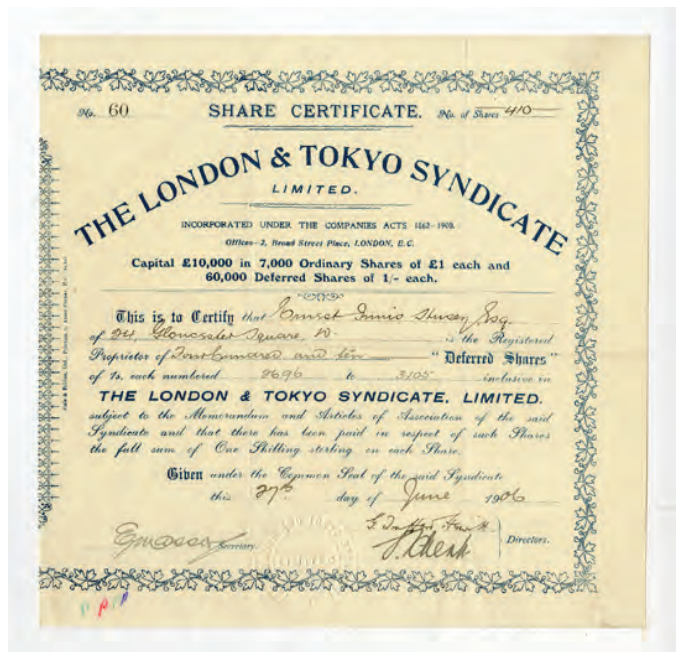 No. 60 SHARE CERTIFICATE. No. of Shares 410
THE LONDON & TOKYO SYNDICATE
LIMITED.
INCORPORATED UNDER THE COMPANIES ACTS 1862-1900.
Offices—2, Broad Street Place, LONDON, E.C.
Capital £10,000 in 7,000 Ordinary Shares of £1 each and
60,000 Deferred Shares of 1/- each.
This is to Certify that Ernest Innis Husey Esq.
of 24, Gloucester Square, W. is the Registered
Proprietor of Four hundred and ten "Deferred Shares"
of 1s. each numbered 2696 to 3105 inclusive in
THE LONDON & TOKYO SYNDICATE, LIMITED.
subject to the Memorandum and Articles of Association of the said
Syndicate and that there has been paid in respect of such Shares
the full sum of One Shilling sterling on each Share.
Given under the Common Seal of the said Syndicate
this 27th day of June 1906
Secretary
Directors.